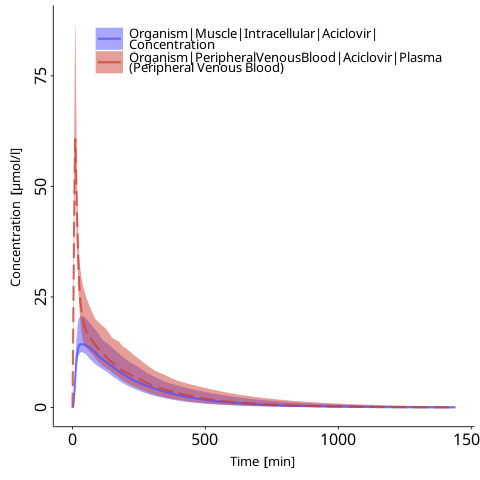 Organism|Muscle|Intracellular|Aciclovir|
Concentration
Organism|PeripheralVenousBlood|Aciclovir|Plasma
(Peripheral Venous Blood)
75
50
25
0
Concentration [µmol/l]
0 500 1000 150
Time [min]